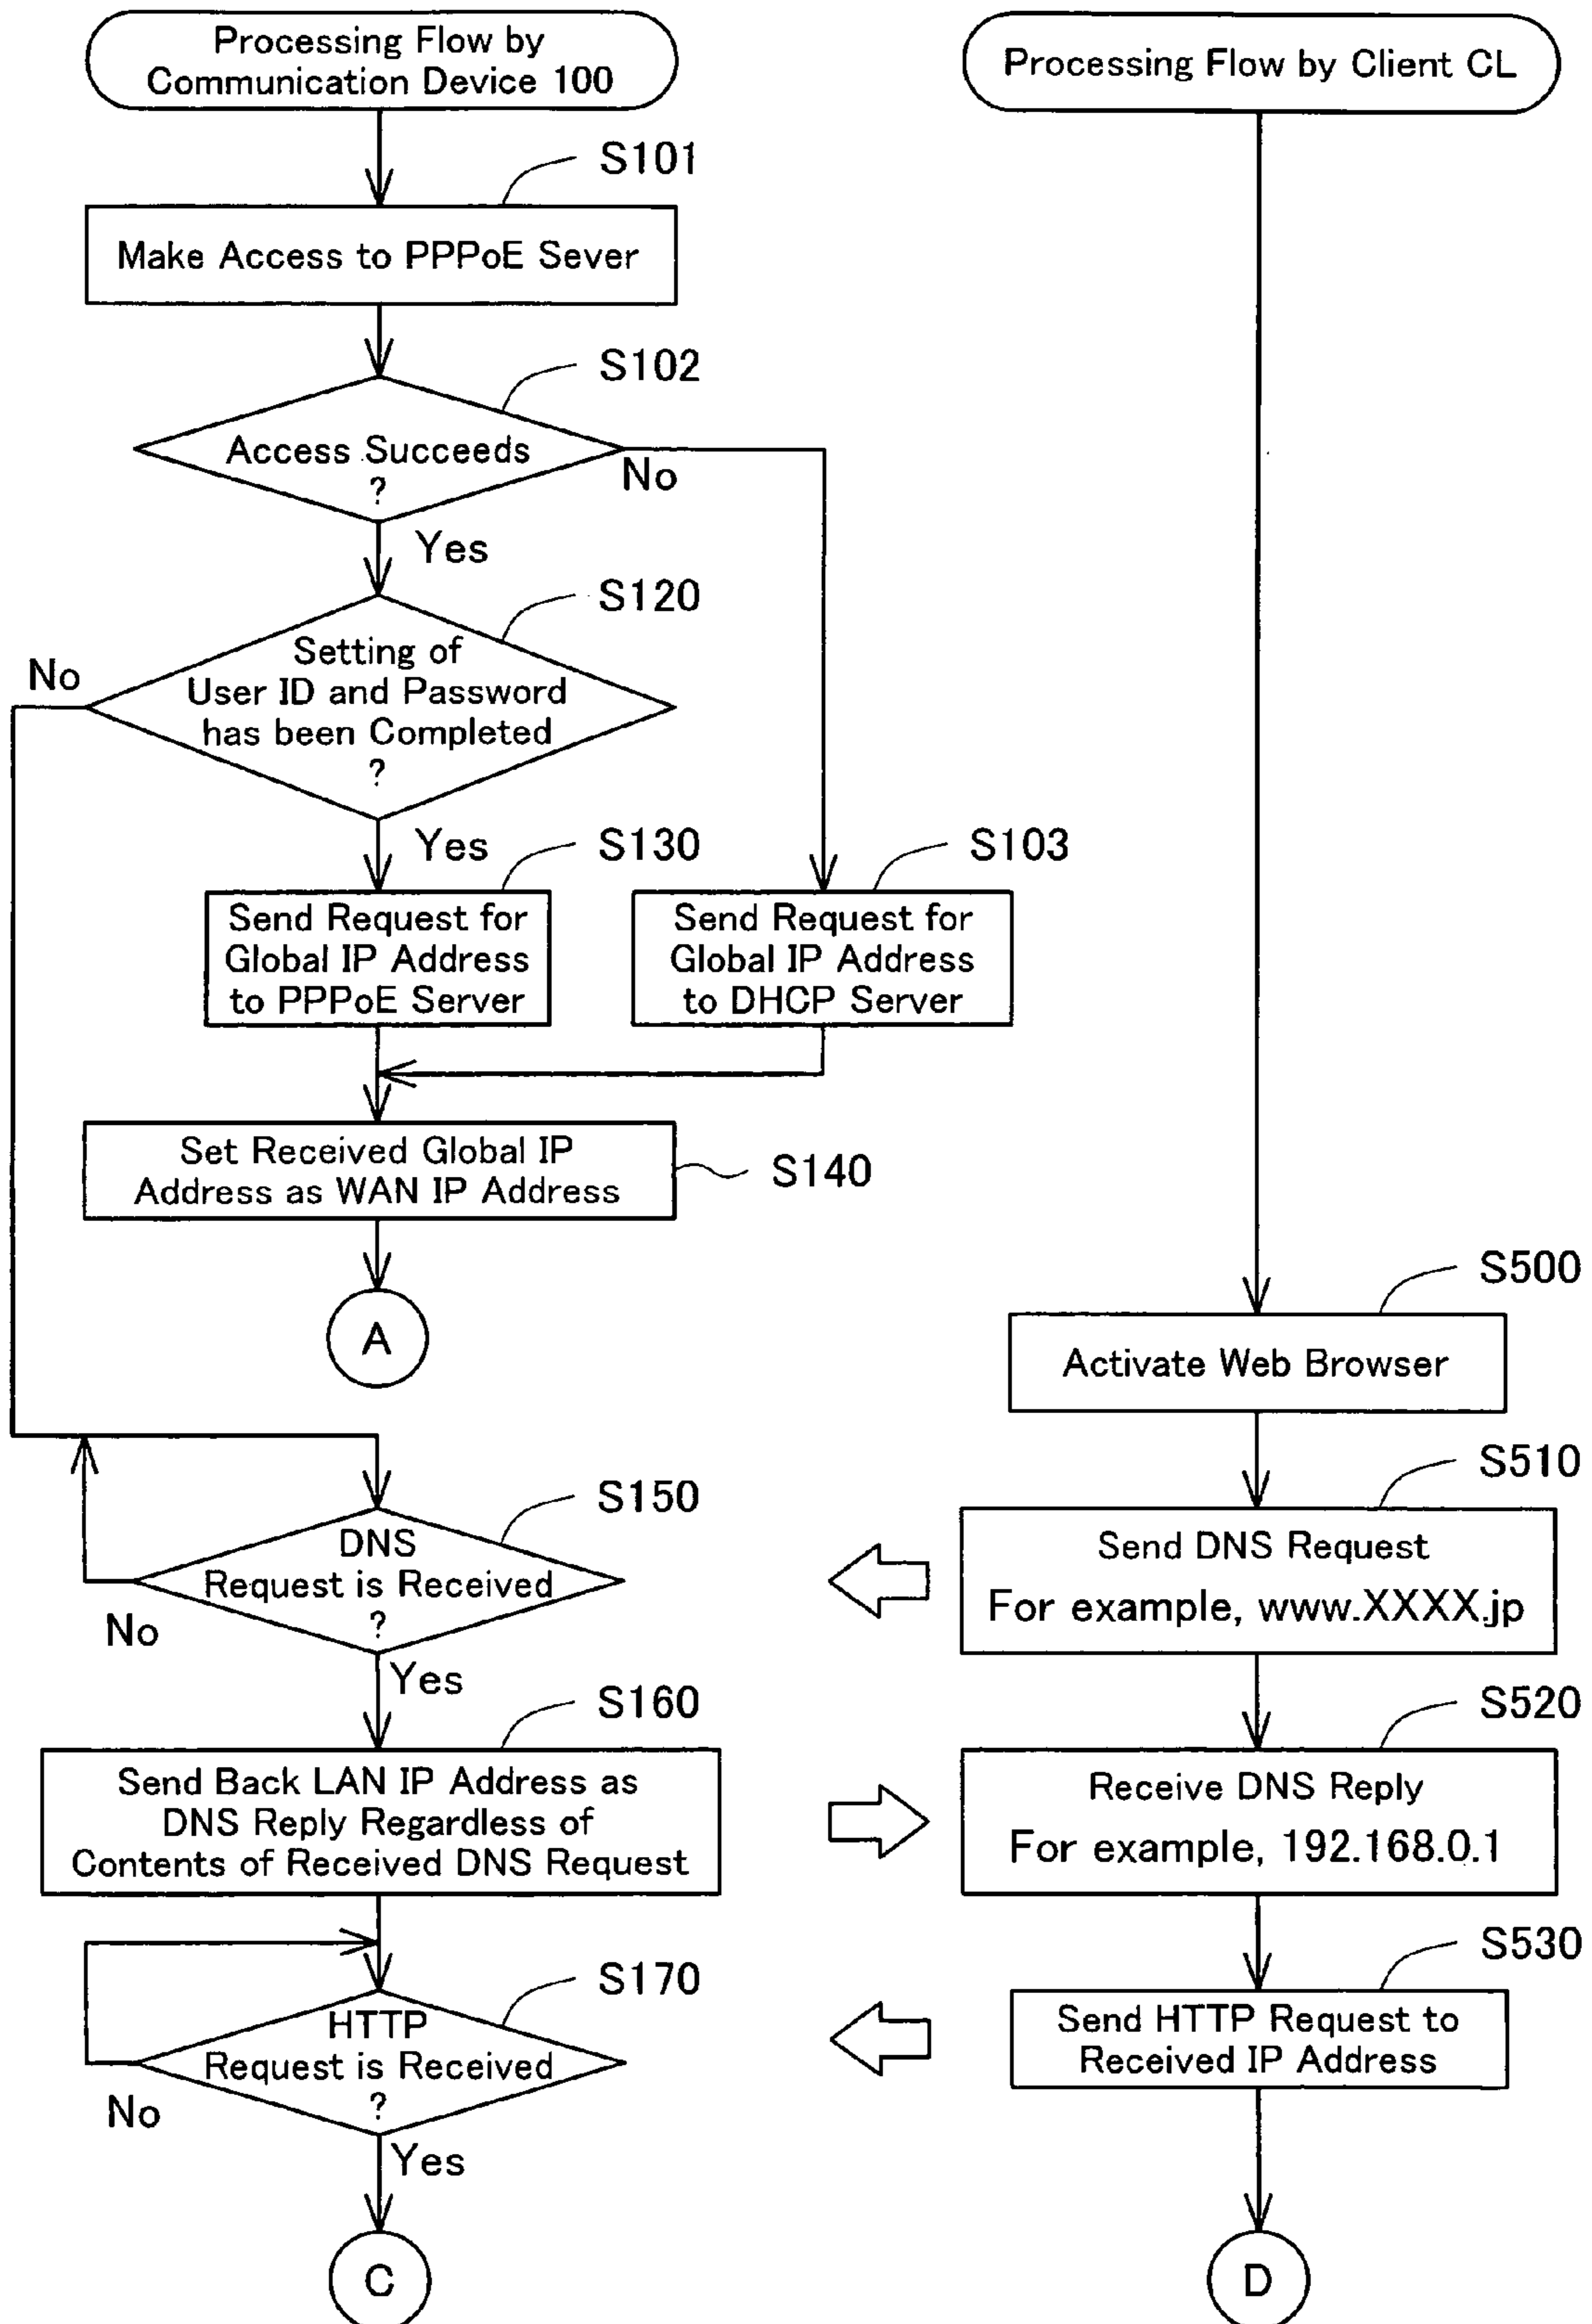 Processing Flow by
Communication Device 100
S101
Make Access to PPPoE Sever
S102
Access Succeeds
?
No
Yes
S120
Setting of
User ID and Password
has been Completed
?
No
Yes
S130
Send Request for
Global IP Address
to PPPoE Server
S103
Send Request for
Global IP Address
to DHCP Server
Set Received Global IP
Address as WAN IP Address
S140
A
S150
DNS
Request is Received
?
No
Yes
S160
Send Back LAN IP Address as
DNS Reply Regardless of
Contents of Received DNS Request
S170
HTTP
Request is Received
?
No
Yes
C
Processing Flow by Client CL
S500
Activate Web Browser
S510
Send DNS Request
For example, www.XXXX.jp
S520
Receive DNS Reply
For example, 192.168.0.1
S530
Send HTTP Request to
Received IP Address
D